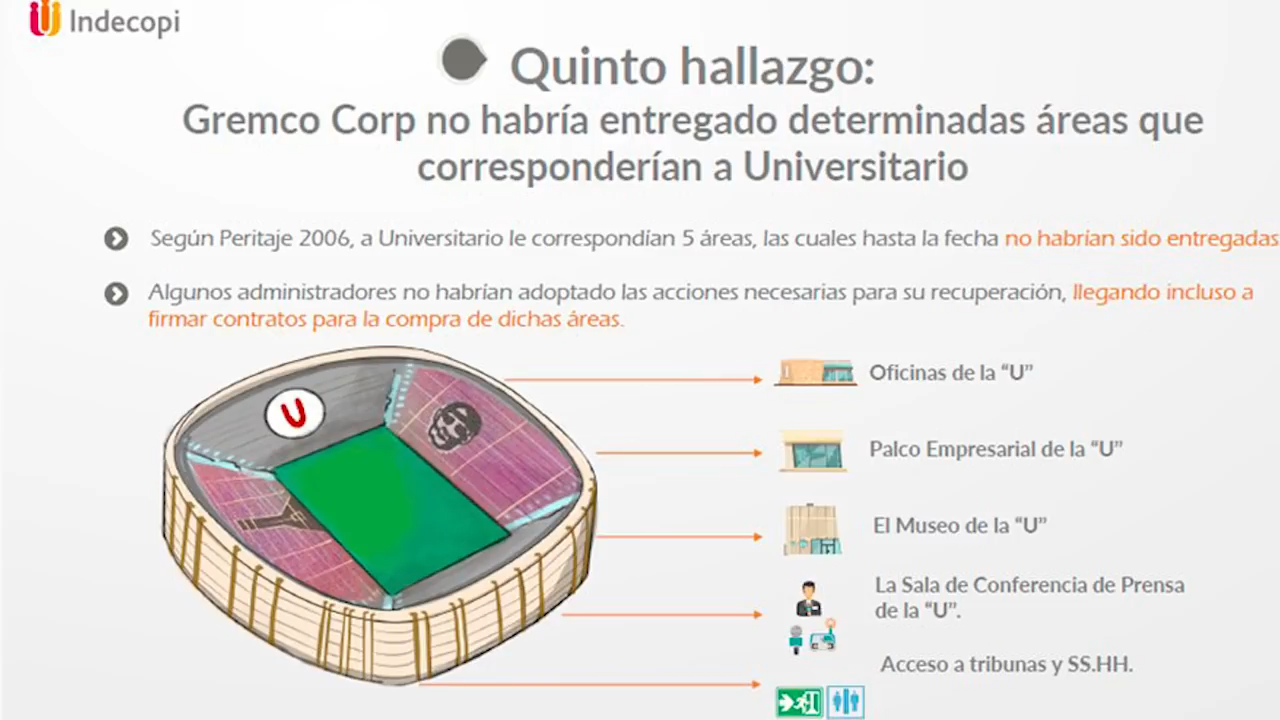 Indecopi
Quinto hallazgo:
Gremco Corp no habría entregado determinadas áreas que
corresponderían a Universitario
Según Peritaje 2006, a Universitario le correspondían 5 áreas, las cuales hasta la fecha no habrían sido entregadas
Algunos administradores no habrían adoptado las acciones necesarias para su recuperación, llegando incluso a
firmar contratos para la compra de dichas áreas.
U
Oficinas de la “U”
Palco Empresarial de la “U”
El Museo de la “U”
La Sala de Conferencia de Prensa
de la “U”.
Acceso a tribunas y SS.HH.